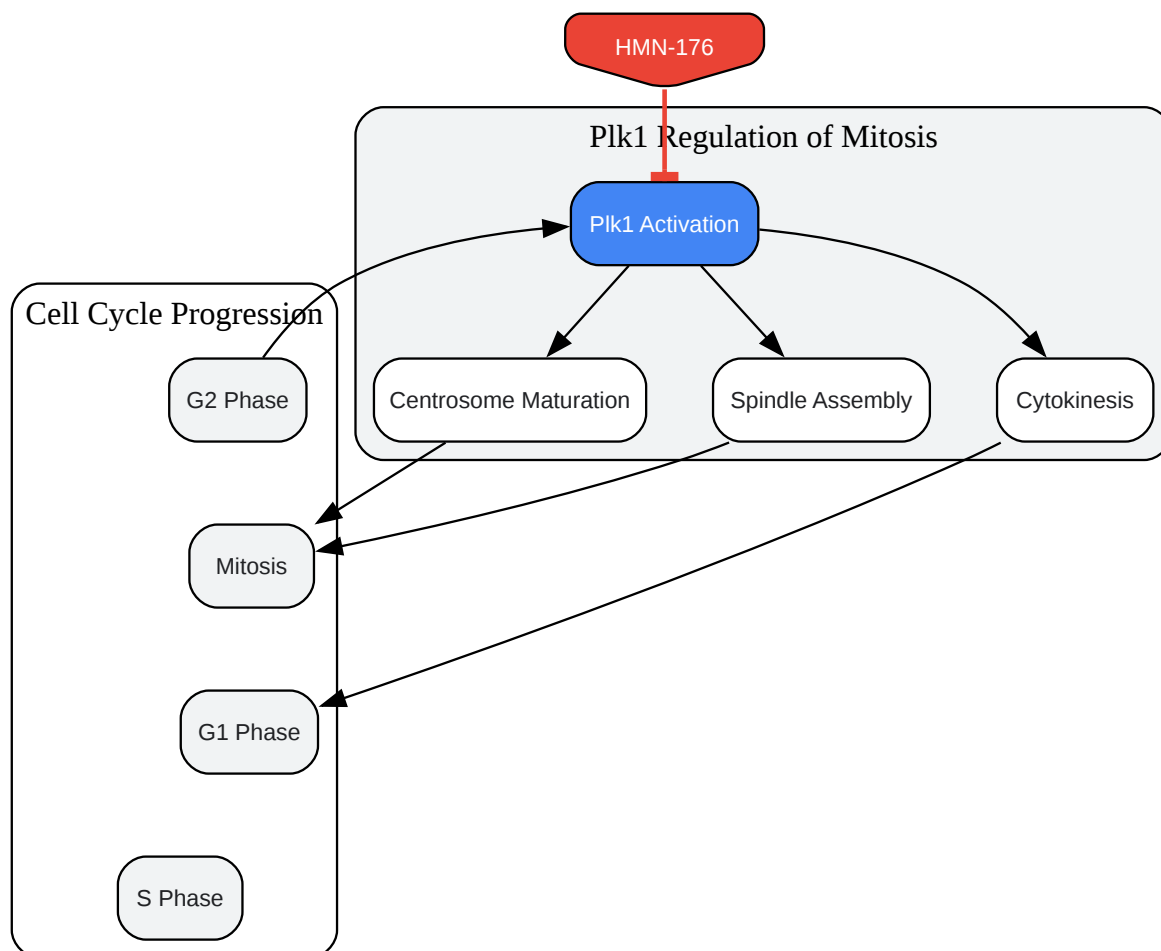 HMN-176
Plk1 Regulation of Mitosis
Plk1 Activation
Cell Cycle Progression
G2 Phase
Centrosome Maturation
Spindle Assembly
Cytokinesis
Mitosis
G1 Phase
S Phase